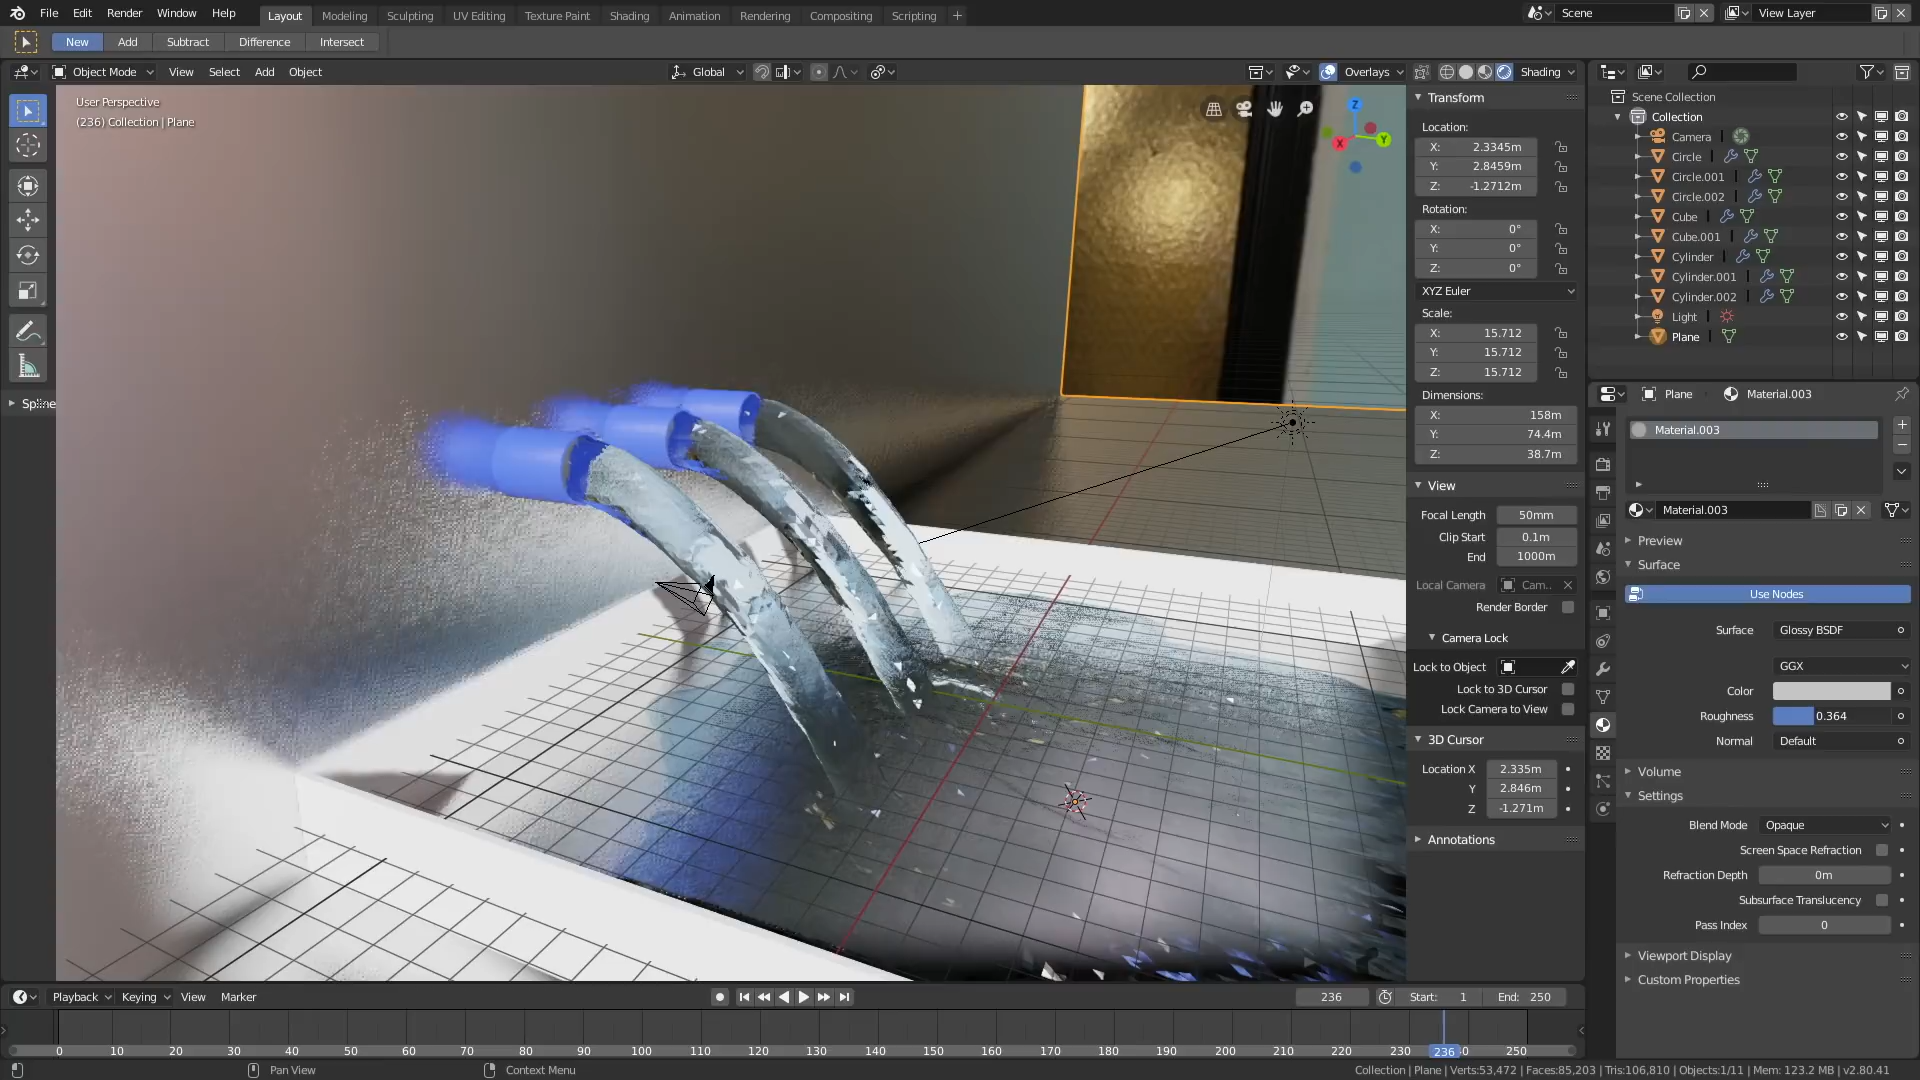 File Edit Render Window Help Layout Modeling Sculpting UV Editing Texture Paint Shading Animation Rendering Compositing Scripting + Scene View Layer
New Add Subtract Difference Intersect
Object Mode View Select Add Object Global Overlays Shading
User Perspective
(236) Collection | Plane
Z
X
Y
Transform
Location:
X: 2.3345m
Y: 2.8459m
Z: -1.2712m
Rotation:
X: 0°
Y: 0°
Z: 0°
XYZ Euler
Scale:
X: 15.712
Y: 15.712
Z: 15.712
Dimensions:
X: 158m
Y: 74.4m
Z: 38.7m
View
Focal Length 50mm
Clip Start 0.1m
End 1000m
Local Camera Cam..
Render Border
Camera Lock
Lock to Object
Lock to 3D Cursor
Lock Camera to View
3D Cursor
Location X 2.335m
Y 2.846m
Z -1.271m
Annotations
Scene Collection
Collection
Camera
Circle
Circle.001
Circle.002
Cube
Cube.001
Cylinder
Cylinder.001
Cylinder.002
Light
Plane
Plane Material.003
Material.003
Material.003
Preview
Surface
Use Nodes
Surface Glossy BSDF
GGX
Color
Roughness 0.364
Normal Default
Volume
Settings
Blend Mode Opaque
Screen Space Refraction
Refraction Depth 0m
Subsurface Translucency
Pass Index 0
Viewport Display
Custom Properties
Playback Keying View Marker 236 Start: 1 End: 250
0 10 20 30 40 50 60 70 80 90 100 110 120 130 140 150 160 170 180 190 200 210 220 230 236 250
Pan View Context Menu Collection | Plane | Verts:53,472 | Faces:85,203 | Tris:106,810 | Objects:1/11 | Mem: 123.2 MB | v2.80.41